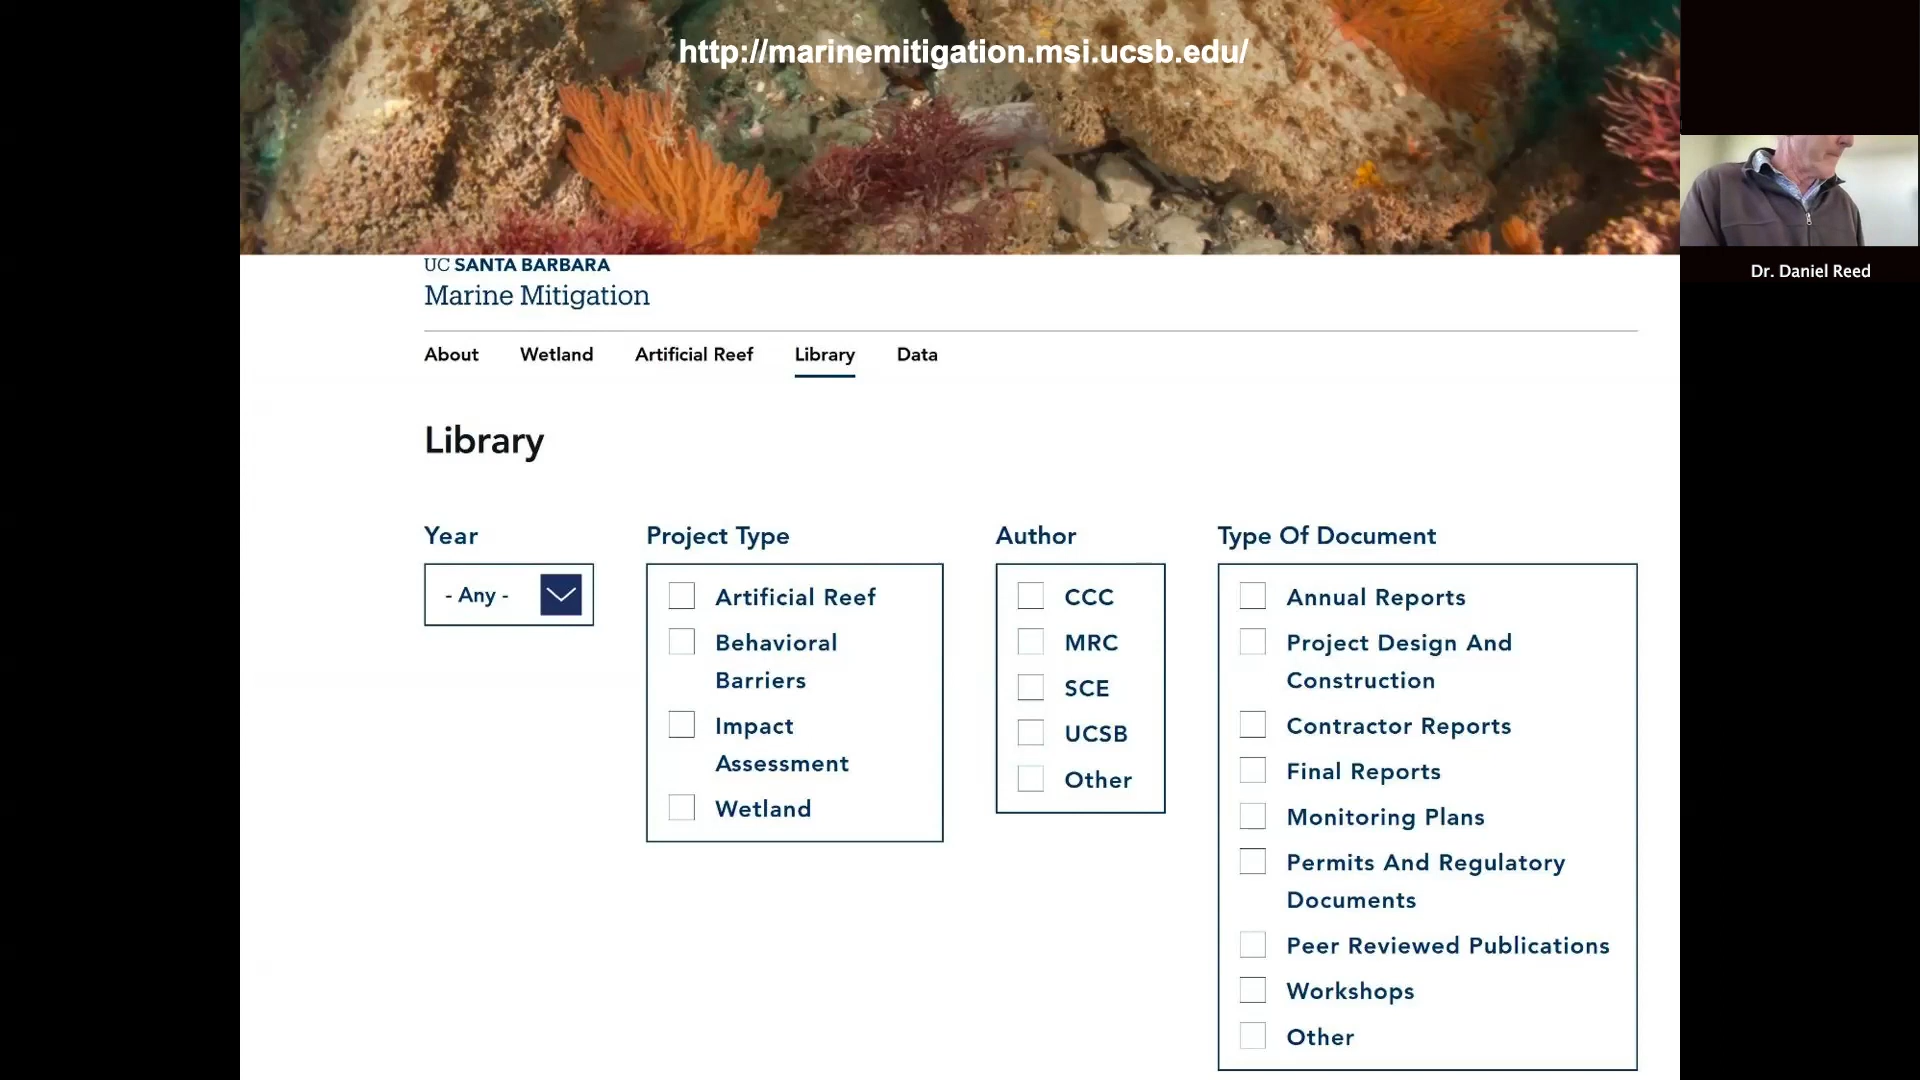 http://marinemitigation.msi.ucsb.edu/
UC SANTA BARBARA
Marine Mitigation
About Wetland Artificial Reef Library Data
Library
Year
- Any -
Project Type
Artificial Reef
Behavioral
Barriers
Impact
Assessment
Wetland
Author
CCC
MRC
SCE
UCSB
Other
Type Of Document
Annual Reports
Project Design And
Construction
Contractor Reports
Final Reports
Monitoring Plans
Permits And Regulatory
Documents
Peer Reviewed Publications
Workshops
Other
Dr. Daniel Reed